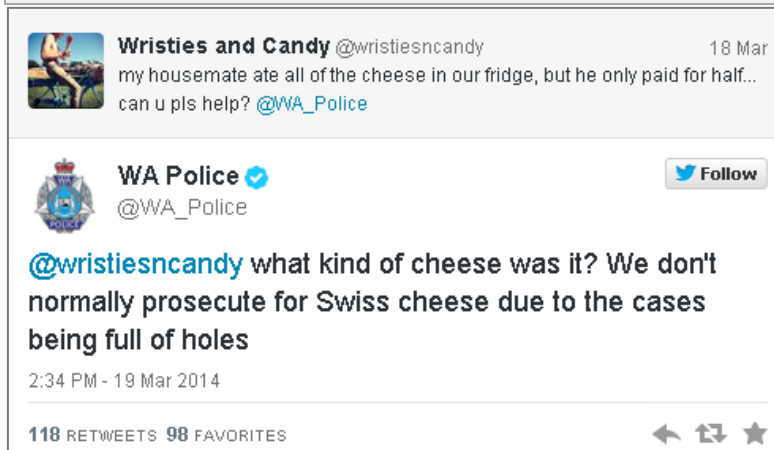 Wristies and Candy @wristiesncandy 18 Mar
my housemate ate all of the cheese in our fridge, but he only paid for half...
can u pls help? @WA_Police
WA Police
Follow
@WA_Police
@wristiesncandy what kind of cheese was it? We don't
normally prosecute for Swiss cheese due to the cases
being full of holes
2:34 PM - 19 Mar 2014
118 RETWEETS 98 FAVORITES